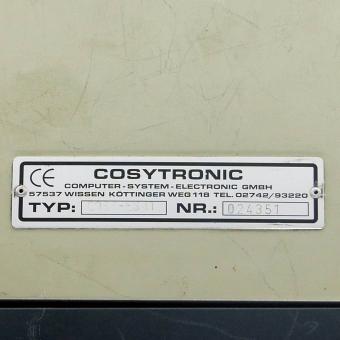 CE COSYTRONIC
COMPUTER-SYSTEM-ELECTRONIC GMBH
57537 WISSEN KÖTTINGER WEG 118 TEL. 02742/93220
TYP: NR.: 024351